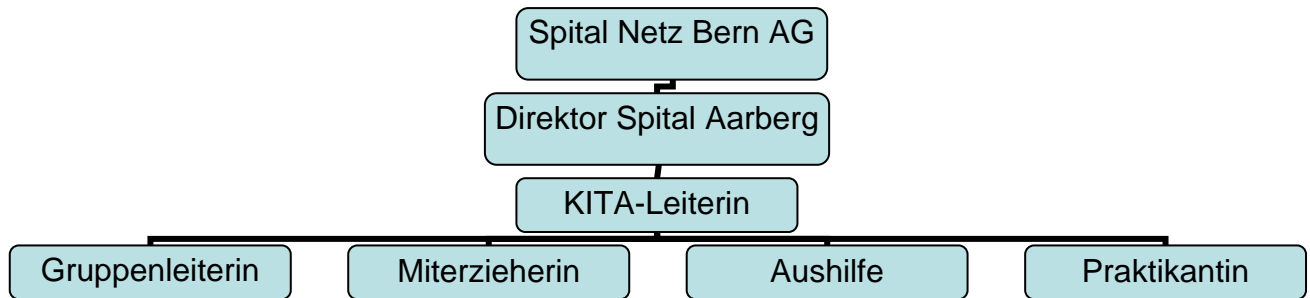 Spital Netz Bern AG
Direktor Spital Aarberg
KITA-Leiterin
Gruppenleiterin
Miterzieherin
Aushilfe
Praktikantin